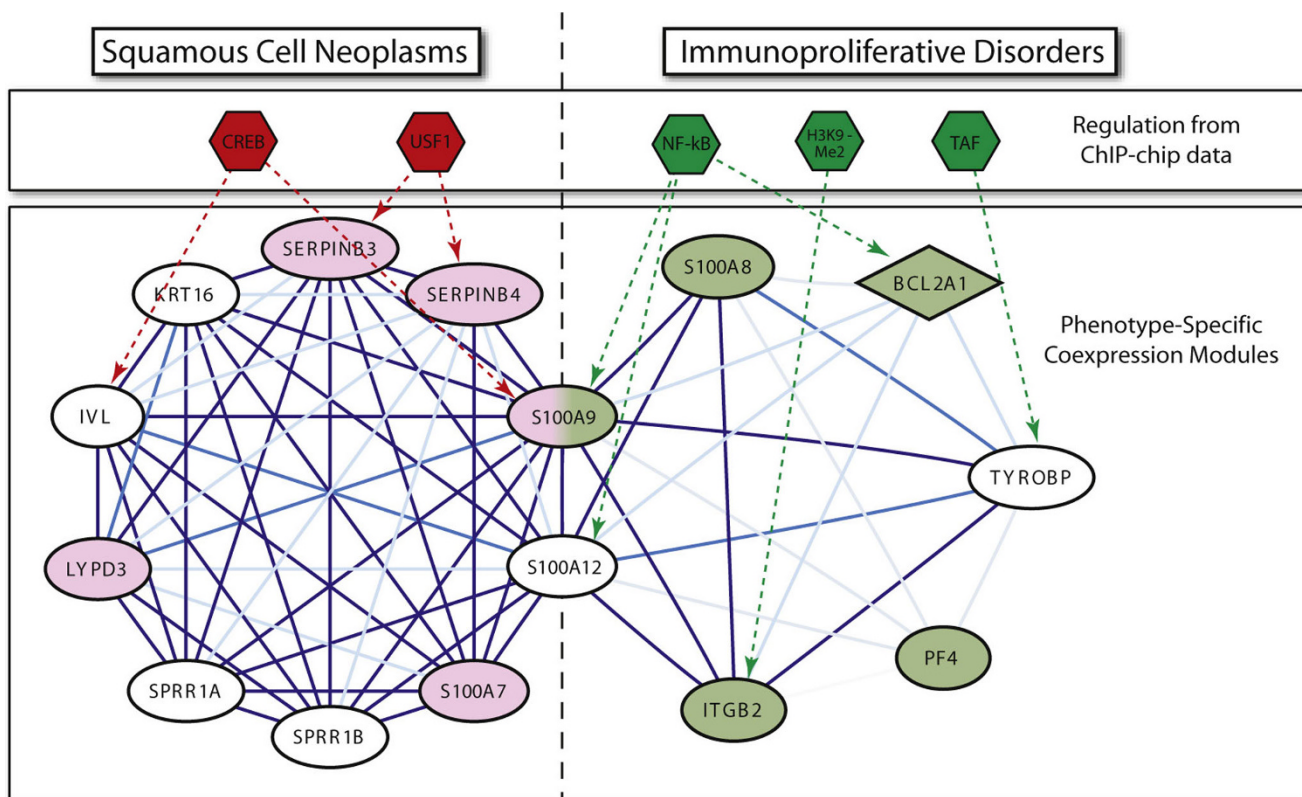 Squamous Cell Neoplasms
Immunoproliferative Disorders
CREB
USF1
NF-kB
H3K9 -
Me2
TAF
Regulation from
ChIP-chip data
SERPINB3
KRT16
SERPINB4
S100A8
BCL2A1
Phenotype-Specific
Coexpression Modules
IVL
S100A9
TYROBP
LYPD3
S100A12
SPRR1A
S100A7
PF4
SPRR1B
ITGB2